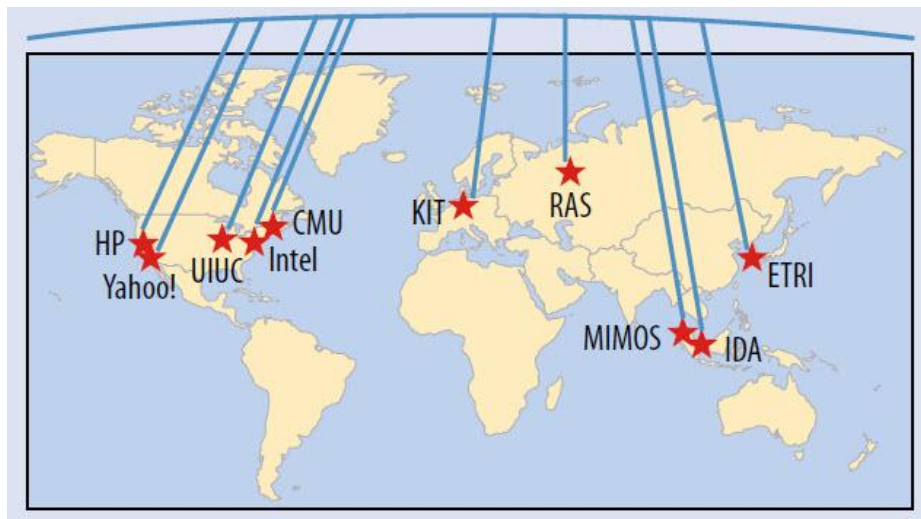 HP
Yahoo!
UIUC
Intel
CMU
KIT
RAS
ETRI
MIMOS
IDA